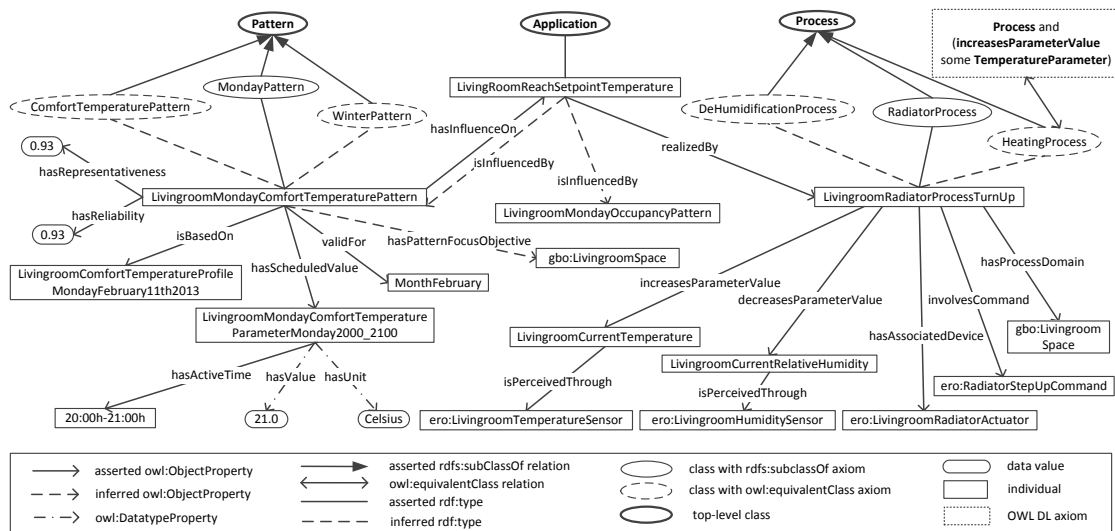 Pattern
Application
Process
Process and
(increasesParameterValue
some TemperatureParameter)
MondayPattern
ComfortTemperaturePattern
WinterPattern
LivingRoomReachSetpointTemperature
DeHumidificationProcess
RadiatorProcess
HeatingProcess
0.93
hasRepresentativeness
hasInfluenceOn
isInfluencedBy
isInfluencedBy
realizedBy
LivingroomMondayComfortTemperaturePattern
LivingroomRadiatorProcessTurnUp
hasReliability
0.93
LivingroomMondayOccupancyPattern
isBasedOn
validFor
hasPatternFocusObjective
gbo:LivingroomSpace
hasScheduledValue
LivingroomComfortTemperatureProfile
MondayFebruary11th2013
MonthFebruary
hasProcessDomain
increasesParameterValue
decreasesParameterValue
involvesCommand
LivingroomMondayComfortTemperature
ParameterMonday2000_2100
LivingroomCurrentTemperature
hasAssociatedDevice
gbo:Livingroom
Space
LivingroomCurrentRelativeHumidity
hasActiveTime
hasValue
hasUnit
isPerceivedThrough
isPerceivedThrough
ero:RadiatorStepUpCommand
20:00h-21:00h
21.0
Celsius
ero:LivingroomTemperatureSensor
ero:LivingroomHumiditySensor
ero:LivingroomRadiatorActuator
asserted owl:ObjectProperty
inferred owl:ObjectProperty
owl:DatatypeProperty
asserted rdfs:subClassOf relation
owl:equivalentClass relation
asserted rdf:type
inferred rdf:type
class with rdfs:subclassOf axiom
class with owl:equivalentClass axiom
top-level class
data value
individual
OWL DL axiom